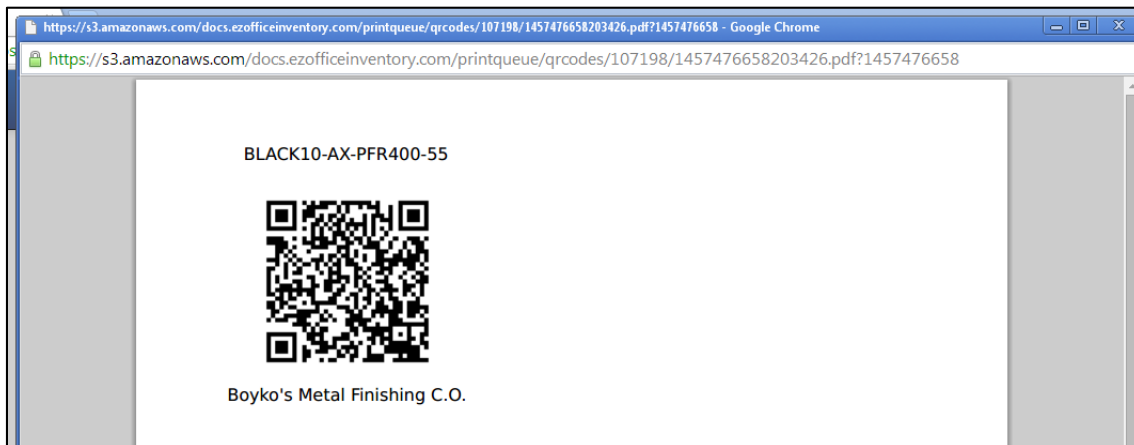 https://s3.amazonaws.com/docs.ezofficeinventory.com/printqueue/qrcodes/107198/1457476658203426.pdf?1457476658 - Google Chrome
https://s3.amazonaws.com/docs.ezofficeinventory.com/printqueue/qrcodes/107198/1457476658203426.pdf?1457476658
BLACK10-AX-PFR400-55
Boyko's Metal Finishing C.O.